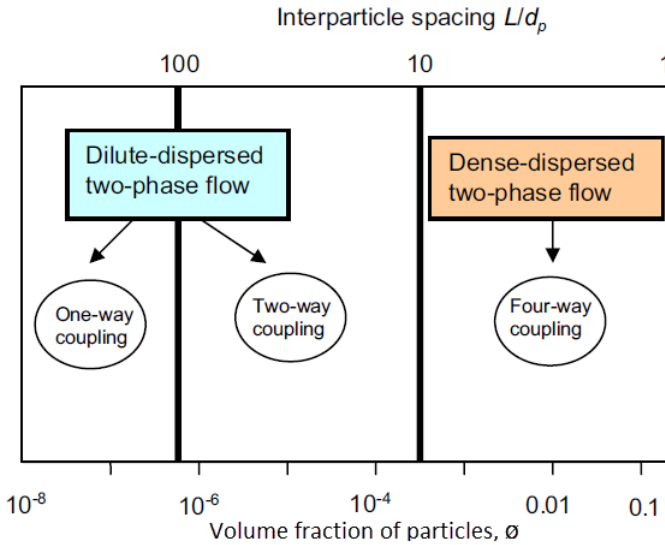 Interparticle spacing L/dₚ
100 10 1
Dilute-dispersed
two-phase flow
Dense-dispersed
two-phase flow
One-way
coupling
Two-way
coupling
Four-way
coupling
10⁻⁸ 10⁻⁶ 10⁻⁴ 0.01 0.1
Volume fraction of particles, ø